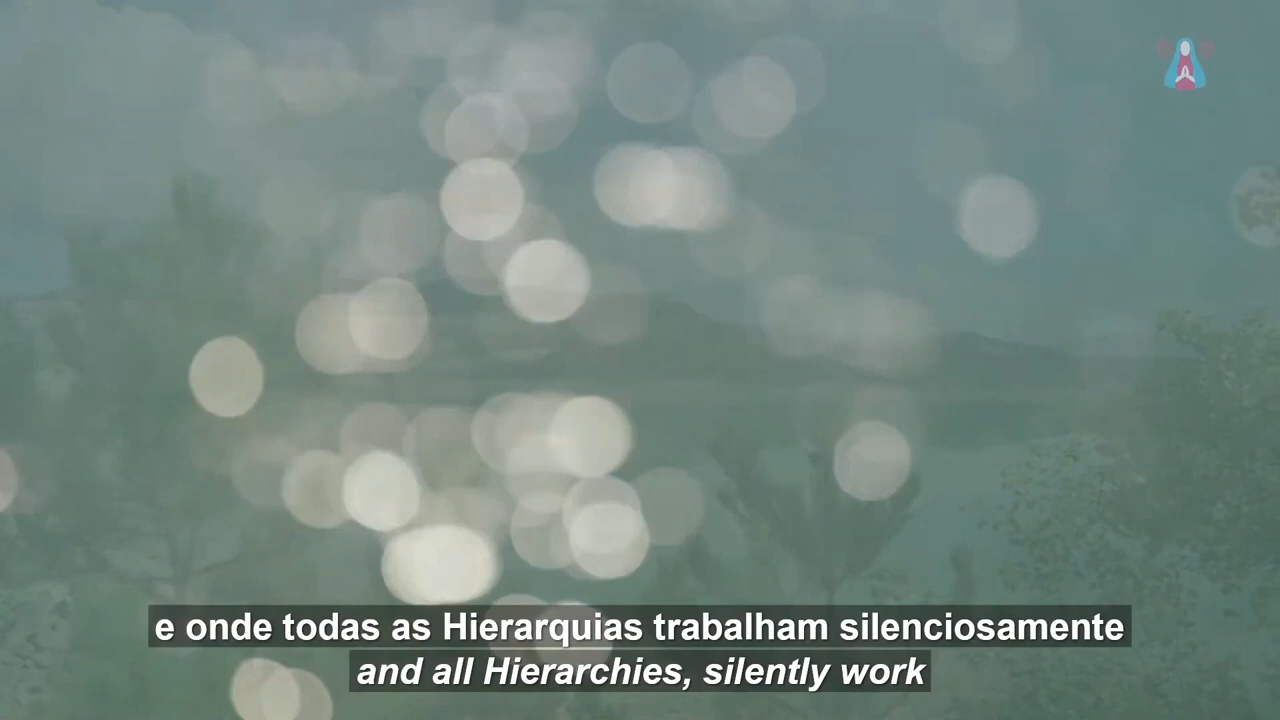 e onde todas as Hierarquias trabalham silenciosamente
and all Hierarchies, silently work